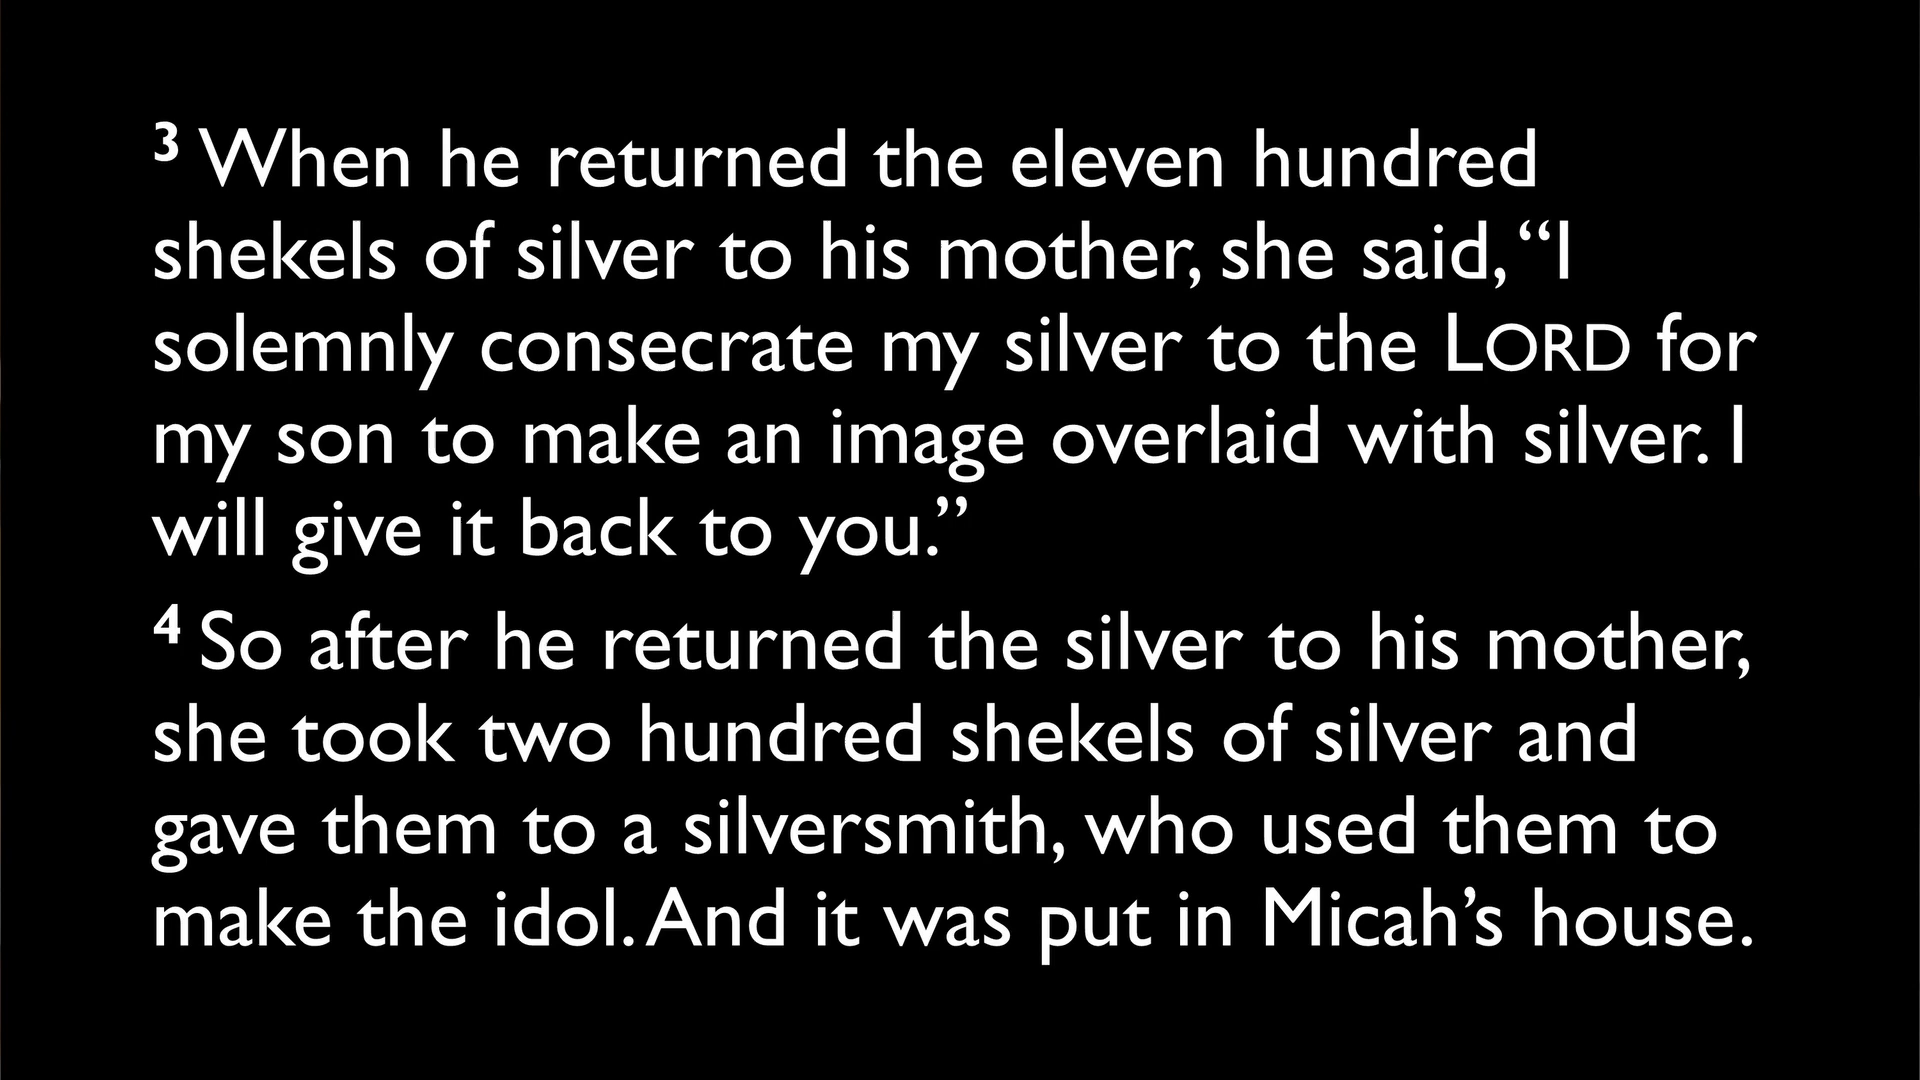 3 When he returned the eleven hundred
shekels of silver to his mother, she said, “I
solemnly consecrate my silver to the LORD for
my son to make an image overlaid with silver. I
will give it back to you.”
4 So after he returned the silver to his mother,
she took two hundred shekels of silver and
gave them to a silversmith, who used them to
make the idol. And it was put in Micah’s house.